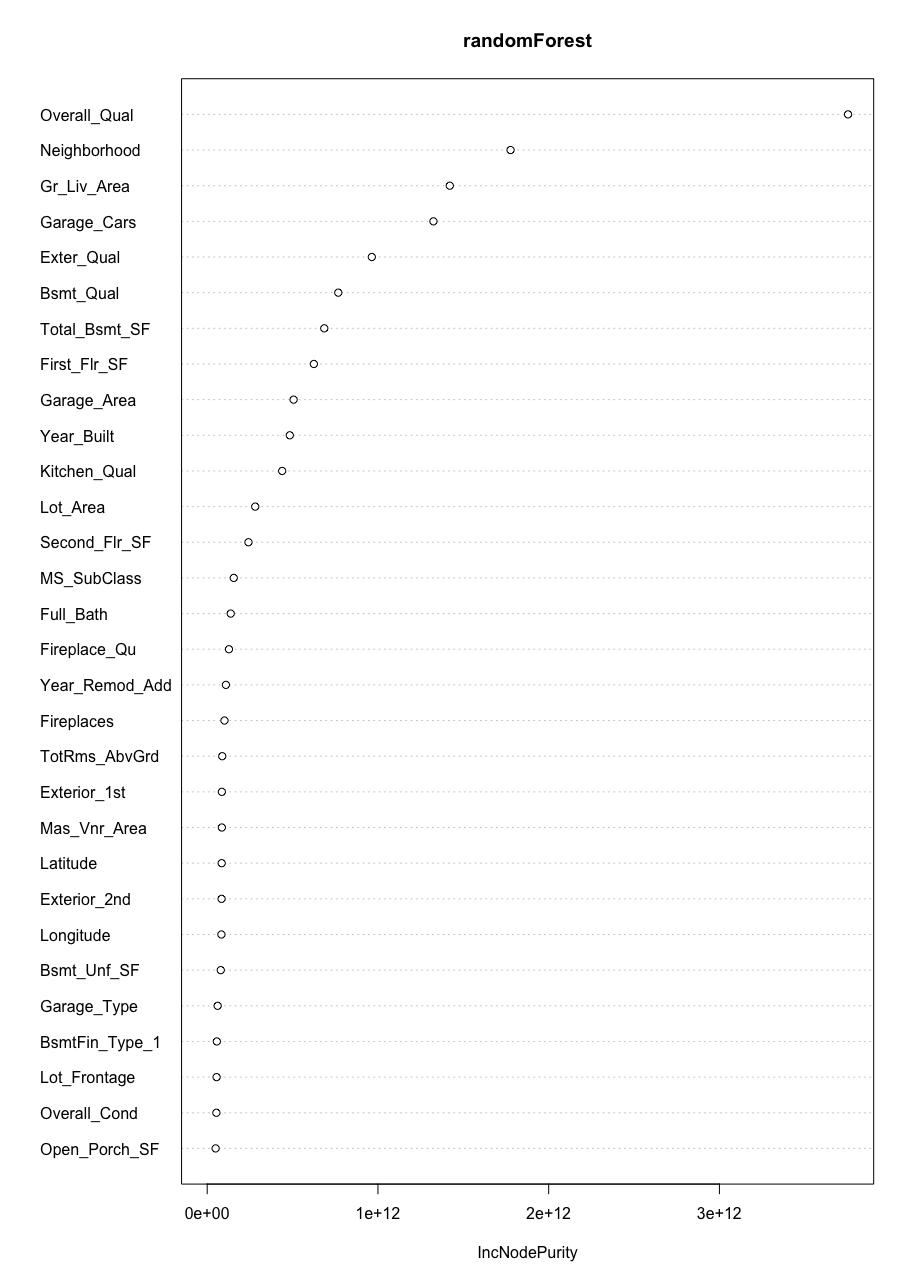 randomForest
Overall_Qual
Neighborhood
Gr_Liv_Area
Garage_Cars
Exter_Qual
Bsmt_Qual
Total_Bsmt_SF
First_Flr_SF
Garage_Area
Year_Built
Kitchen_Qual
Lot_Area
Second_Flr_SF
MS_SubClass
Full_Bath
Fireplace_Qu
Year_Remod_Add
Fireplaces
TotRms_AbvGrd
Exterior_1st
Mas_Vnr_Area
Latitude
Exterior_2nd
Longitude
Bsmt_Unf_SF
Garage_Type
BsmtFin_Type_1
Lot_Frontage
Overall_Cond
Open_Porch_SF
0e+00 1e+12 2e+12 3e+12
IncNodePurity